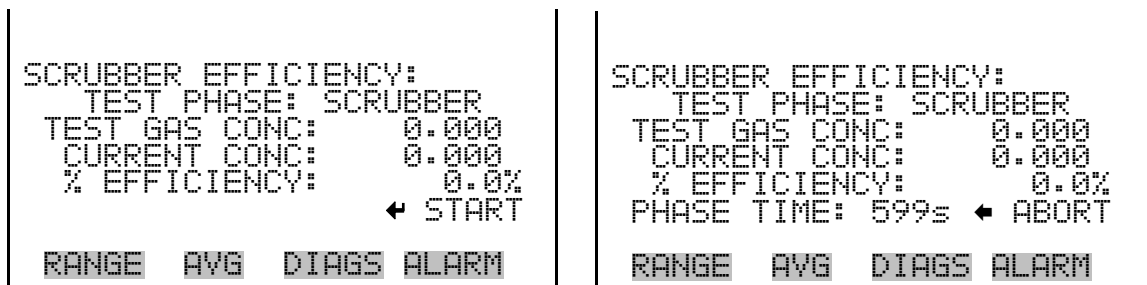 SCRUBBER EFFICIENCY:
TEST PHASE: SCRUBBER
TEST GAS CONC: 0.000
CURRENT CONC: 0.000
% EFFICIENCY: 0.0%
↵ START
RANGE AVG DIAGS ALARM
SCRUBBER EFFICIENCY:
TEST PHASE: SCRUBBER
TEST GAS CONC: 0.000
CURRENT CONC: 0.000
% EFFICIENCY: 0.0%
PHASE TIME: 599s ← ABORT
RANGE AVG DIAGS ALARM